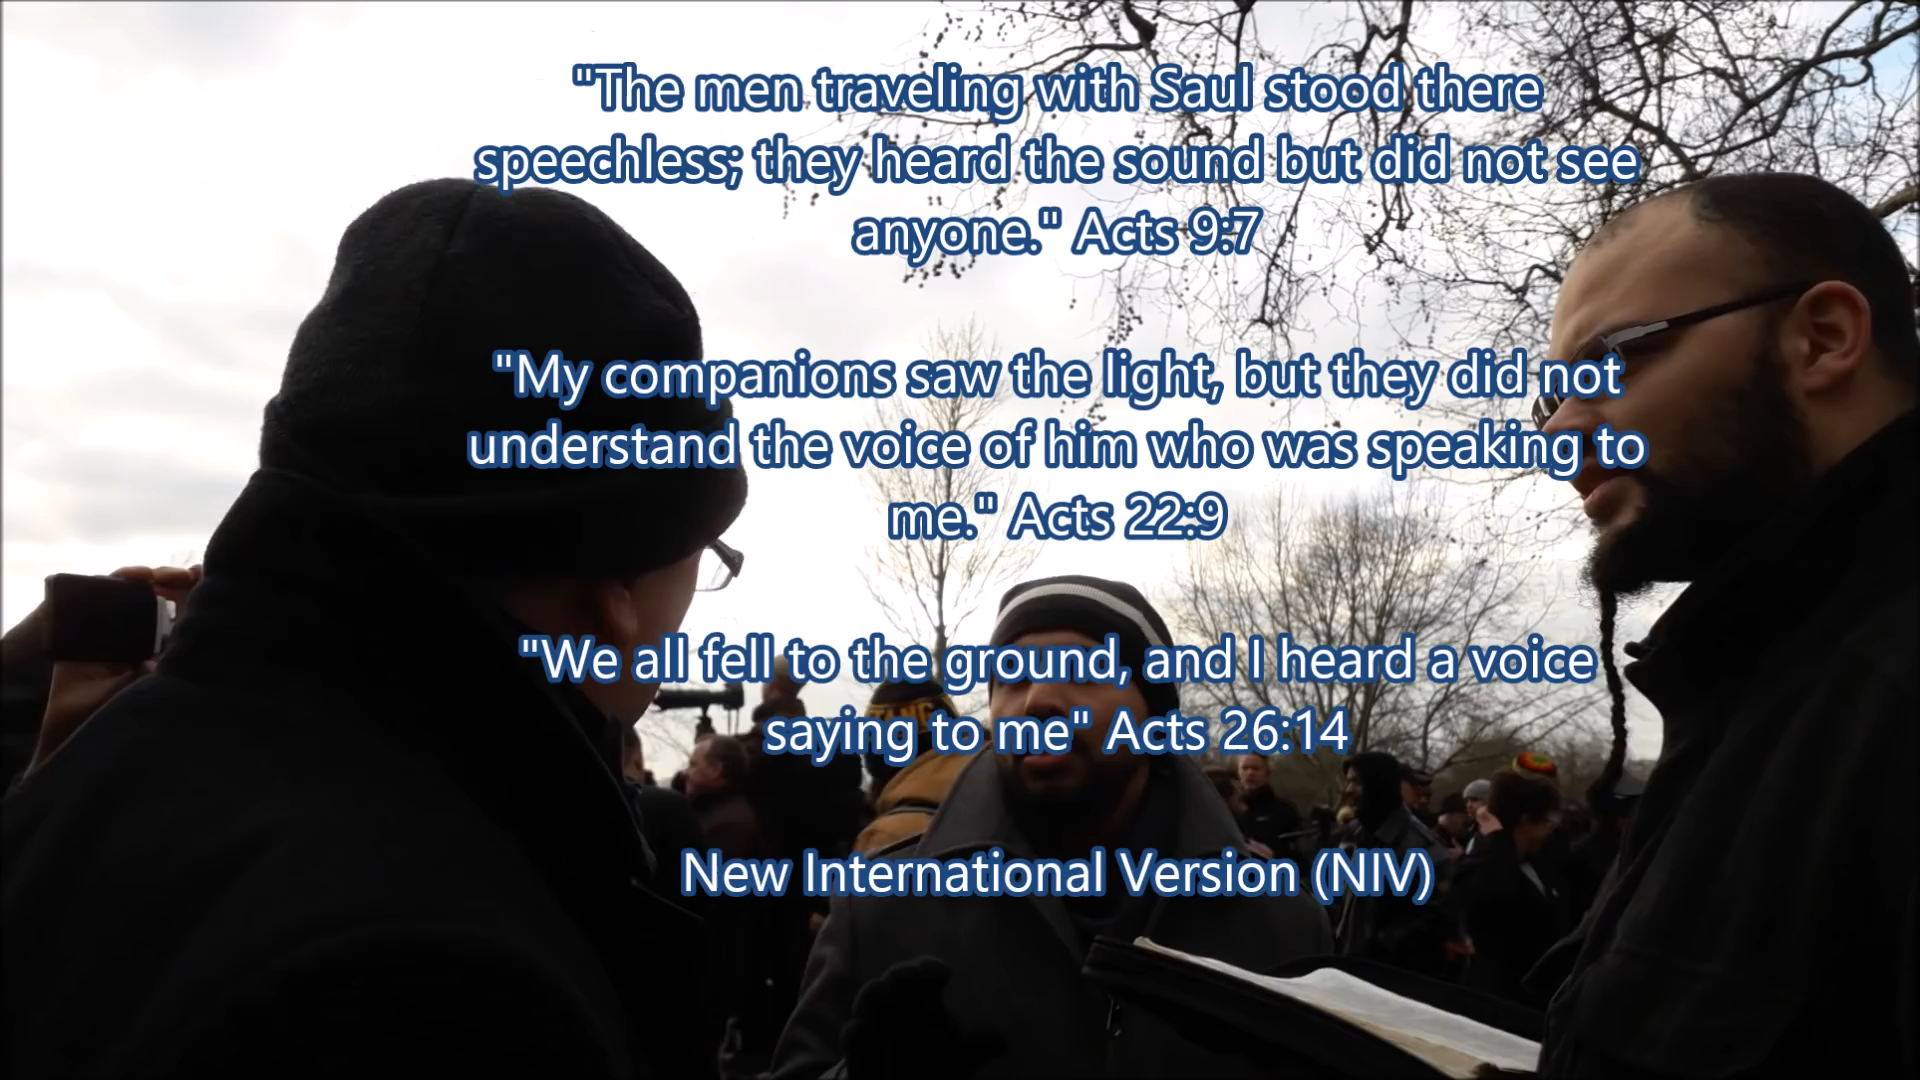 "The men traveling with Saul stood there
speechless; they heard the sound but did not see
anyone." Acts 9:7
"My companions saw the light, but they did not
understand the voice of him who was speaking to
me." Acts 22:9
"We all fell to the ground, and I heard a voice
saying to me" Acts 26:14
New International Version (NIV)